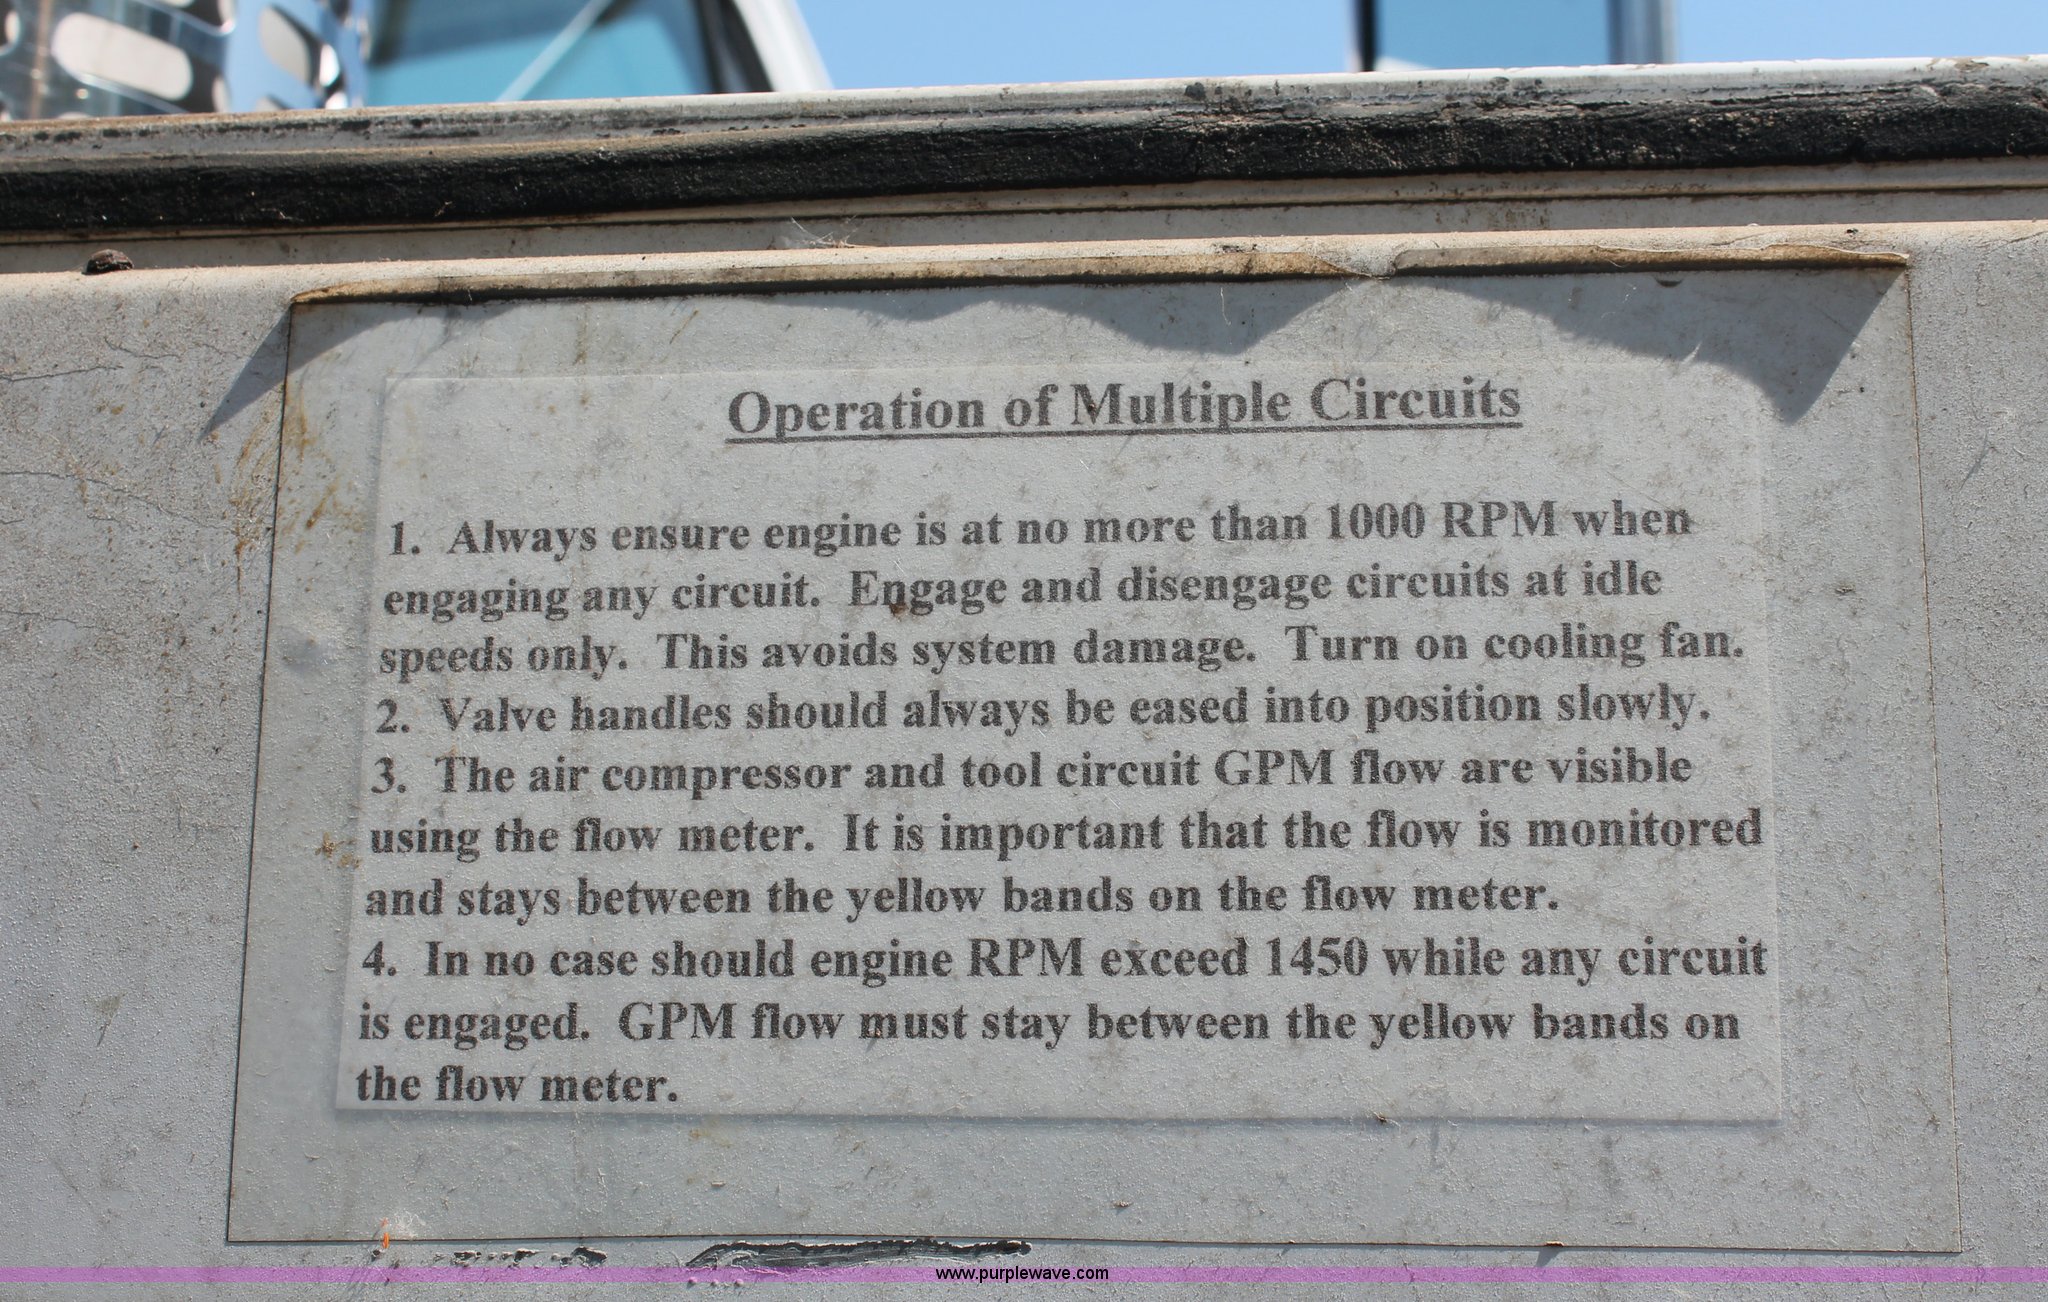 Operation of Multiple Circuits
1. Always ensure engine is at no more than 1000 RPM when
engaging any circuit. Engage and disengage circuits at idle
speeds only. This avoids system damage. Turn on cooling fan.
2. Valve handles should always be eased into position slowly.
3. The air compressor and tool circuit GPM flow are visible
using the flow meter. It is important that the flow is monitored
and stays between the yellow bands on the flow meter.
4. In no case should engine RPM exceed 1450 while any circuit
is engaged. GPM flow must stay between the yellow bands on
the flow meter.
www.purplewave.com